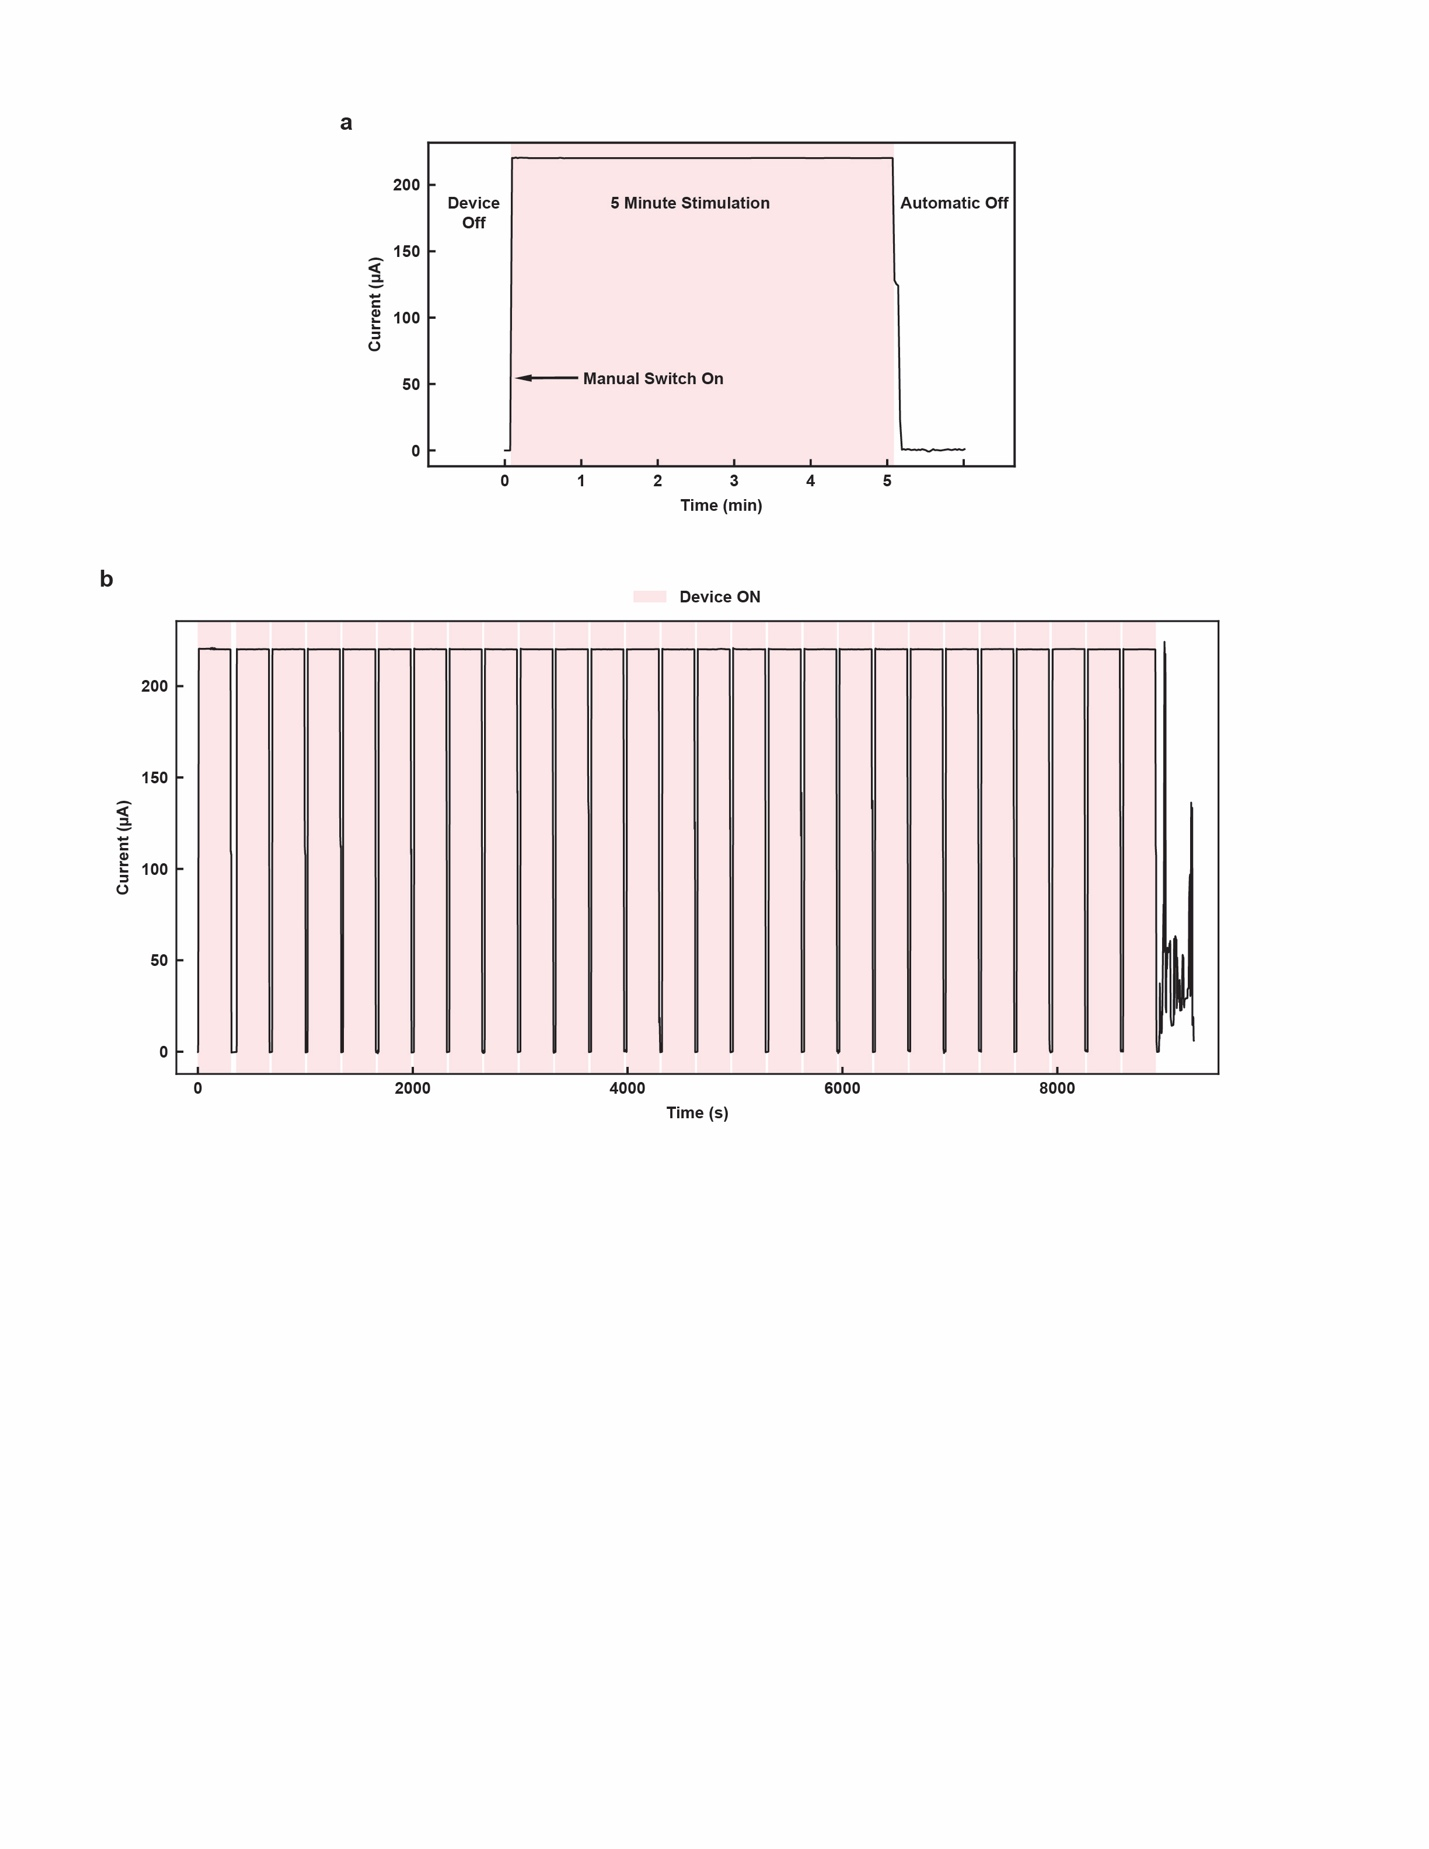 a
200
150
100
50
0
Current (µA)
Device
Off
5 Minute Stimulation
Automatic Off
Manual Switch On
0 1 2 3 4 5
Time (min)
b
Device ON
200
150
100
50
0
Current (µA)
0 2000 4000 6000 8000
Time (s)